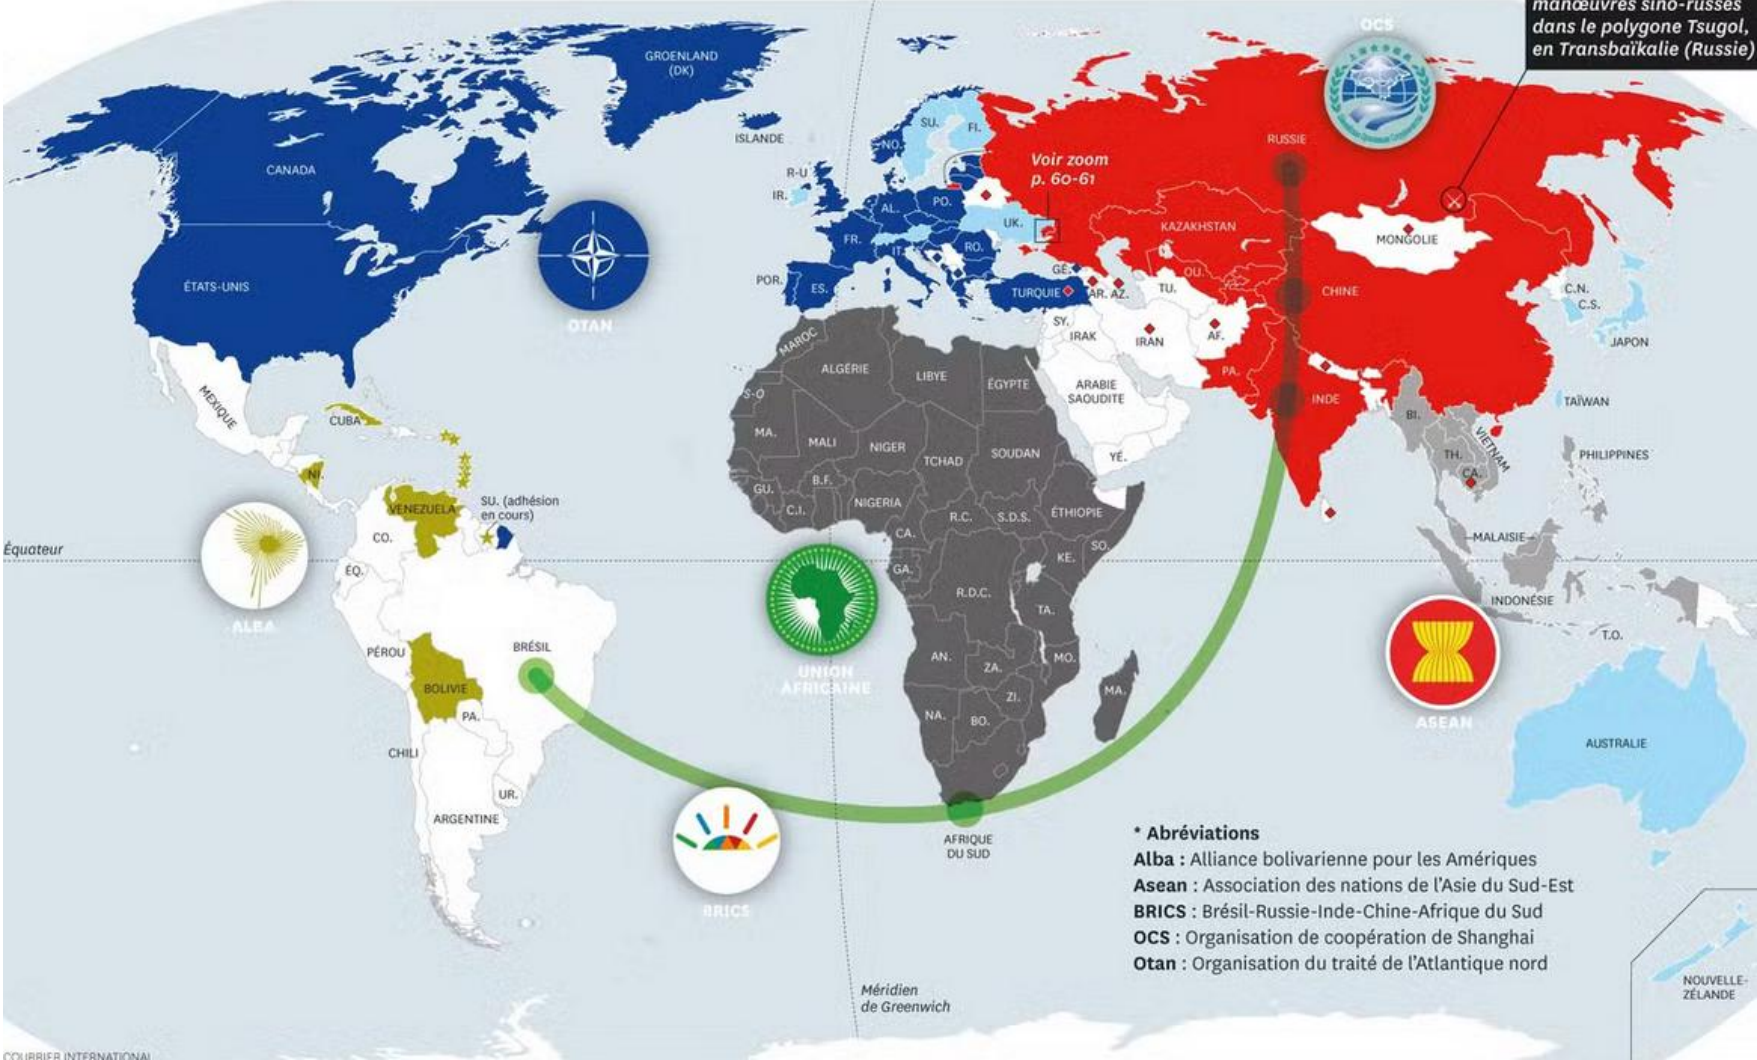 manœuvres sino-russes
dans le polygone Tsugol,
en Transbaïkalie (Russie)
OCS
GROENLAND
(DK)
ISLANDE
SU.
FI.
NO.
RUSSIE
CANADA
R-U
IR.
Voir zoom
p. 60-61
AL.
PO.
UK.
FR.
IT.
RO.
KAZAKHSTAN
MONGOLIE
ÉTATS-UNIS
POR.
ES.
GÉ.
TURQUIE
AR.
AZ.
OU.
TU.
CHINE
C.N.
C.S.
JAPON
OTAN
SY.
IRAK
IRAN
AF.
MAROC
ALGÉRIE
LIBYE
ÉGYPTE
ARABIE
SAOUDITE
PA.
INDE
TAÏWAN
MEXIQUE
CUBA
S-O
MA.
MALI
NIGER
TCHAD
SOUDAN
YÉ.
BI.
TH.
VIETNAM
CA.
PHILIPPINES
NI.
VENEZUELA
SU. (adhésion
en cours)
GU.
B.F.
C.I.
NIGERIA
R.C.
S.D.S.
ÉTHIOPIE
CO.
CA.
KE.
SO.
Équateur
ÉQ.
GA.
MALAISIE
R.D.C.
INDONÉSIE
TA.
T.O.
ALBA
PÉROU
BRÉSIL
BOLIVIE
UNION
AFRICAINE
AN.
ZA.
MO.
MA.
ZI.
NA.
BO.
ASEAN
PA.
CHILI
AUSTRALIE
UR.
ARGENTINE
AFRIQUE
DU SUD
BRICS
* Abréviations
Alba : Alliance bolivarienne pour les Amériques
Asean : Association des nations de l'Asie du Sud-Est
BRICS : Brésil-Russie-Inde-Chine-Afrique du Sud
OCS : Organisation de coopération de Shanghai
Otan : Organisation du traité de l'Atlantique nord
Méridien
de Greenwich
NOUVELLE-
ZÉLANDE
COURRIER INTERNATIONAL